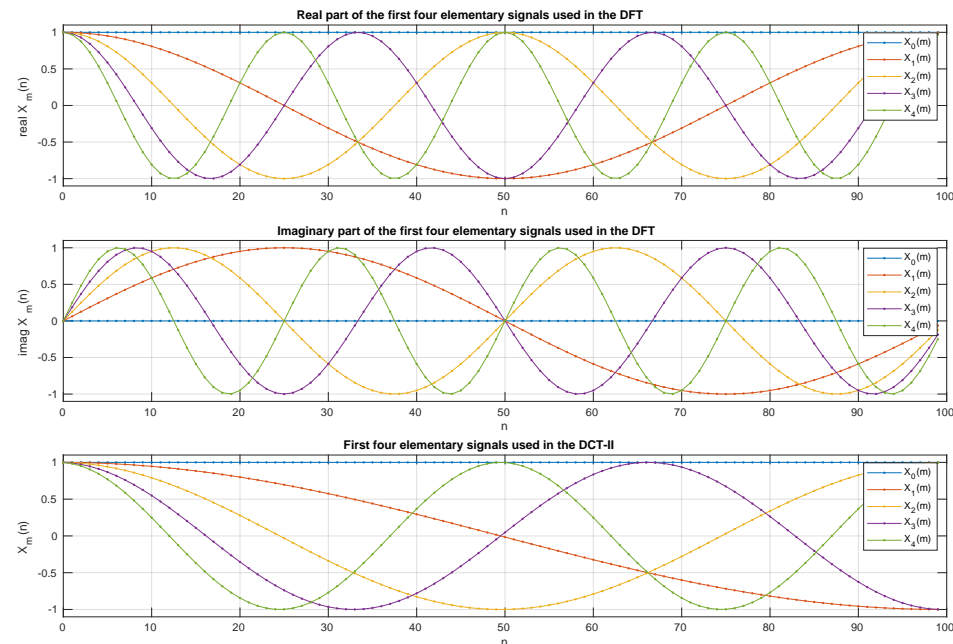 Real part of the first four elementary signals used in the DFT
real X_m(n)
1
0.5
0
-0.5
-1
0 10 20 30 40 50 60 70 80 90 100
n
X_0(m)
X_1(m)
X_2(m)
X_3(m)
X_4(m)
Imaginary part of the first four elementary signals used in the DFT
imag X_m(n)
1
0.5
0
-0.5
-1
0 10 20 30 40 50 60 70 80 90 100
n
X_0(m)
X_1(m)
X_2(m)
X_3(m)
X_4(m)
First four elementary signals used in the DCT-II
X_m(n)
1
0.5
0
-0.5
-1
0 10 20 30 40 50 60 70 80 90 100
n
X_0(m)
X_1(m)
X_2(m)
X_3(m)
X_4(m)